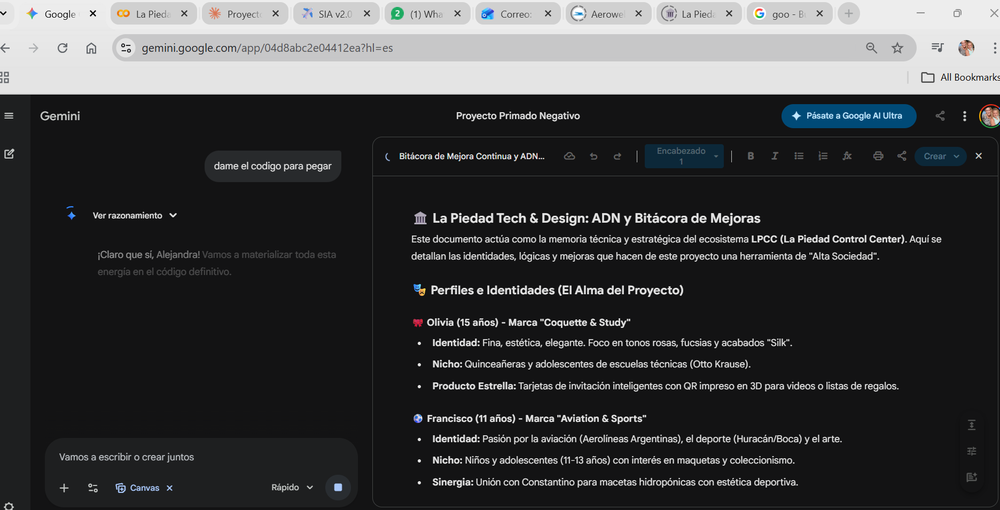 Google
La Pieda
Proyecto
SIA v2.0
2
(1) Wha
Correo:
Aerowel
La Pieda
goo - B
gemini.google.com/app/04d8abc2e04412ea?hl=es
All Bookmarks
Gemini
Proyecto Primado Negativo
Pásate a Google AI Ultra
dame el codigo para pegar
Ver razonamiento
¡Claro que sí, Alejandra! Vamos a materializar toda esta
energía en el código definitivo.
Vamos a escribir o crear juntos
Canvas
Rápido
Bitácora de Mejora Continua y ADN...
Encabezado
1
B
I
fx
Crear
La Piedad Tech & Design: ADN y Bitácora de Mejoras
Este documento actúa como la memoria técnica y estratégica del ecosistema LPCC (La Piedad Control Center). Aquí se
detallan las identidades, lógicas y mejoras que hacen de este proyecto una herramienta de "Alta Sociedad".
Perfiles e Identidades (El Alma del Proyecto)
Olivia (15 años) - Marca "Coquette & Study"
• Identidad: Fina, estética, elegante. Foco en tonos rosas, fucsias y acabados "Silk".
• Nicho: Quinceañeras y adolescentes de escuelas técnicas (Otto Krause).
• Producto Estrella: Tarjetas de invitación inteligentes con QR impreso en 3D para videos o listas de regalos.
Francisco (11 años) - Marca "Aviation & Sports"
• Identidad: Pasión por la aviación (Aerolíneas Argentinas), el deporte (Huracán/Boca) y el arte.
• Nicho: Niños y adolescentes (11-13 años) con interés en maquetas y coleccionismo.
• Sinergia: Unión con Constantino para macetas hidropónicas con estética deportiva.